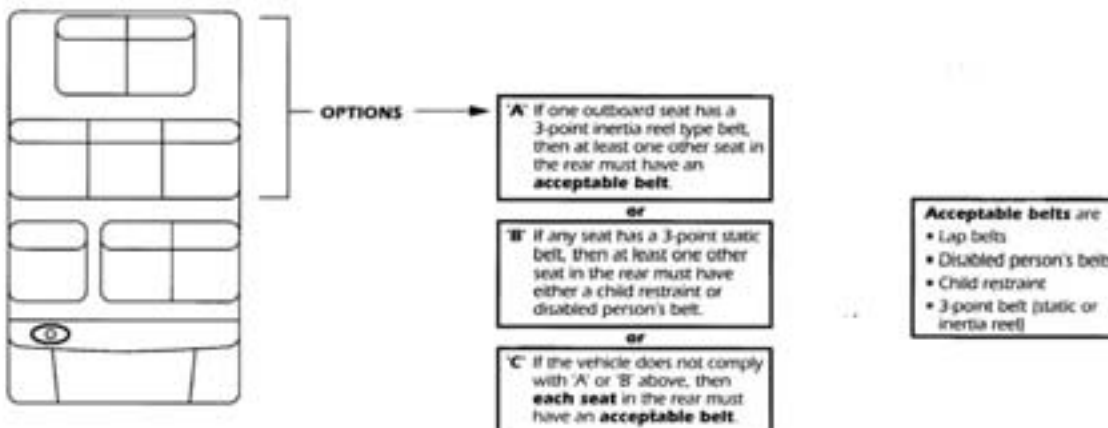 OPTIONS
'A' If one outboard seat has a
3-point inertia reel type belt,
then at least one other seat in
the rear must have an
acceptable belt.
or
'B' If any seat has a 3-point static
belt, then at least one other
seat in the rear must have
either a child restraint or
disabled person's belt.
or
'C' If the vehicle does not comply
with 'A' or 'B' above, then
each seat in the rear must
have an acceptable belt.
Acceptable belts are
• Lap belts
• Disabled person's belts
• Child restraint
• 3-point belt (static or
inertia reel)